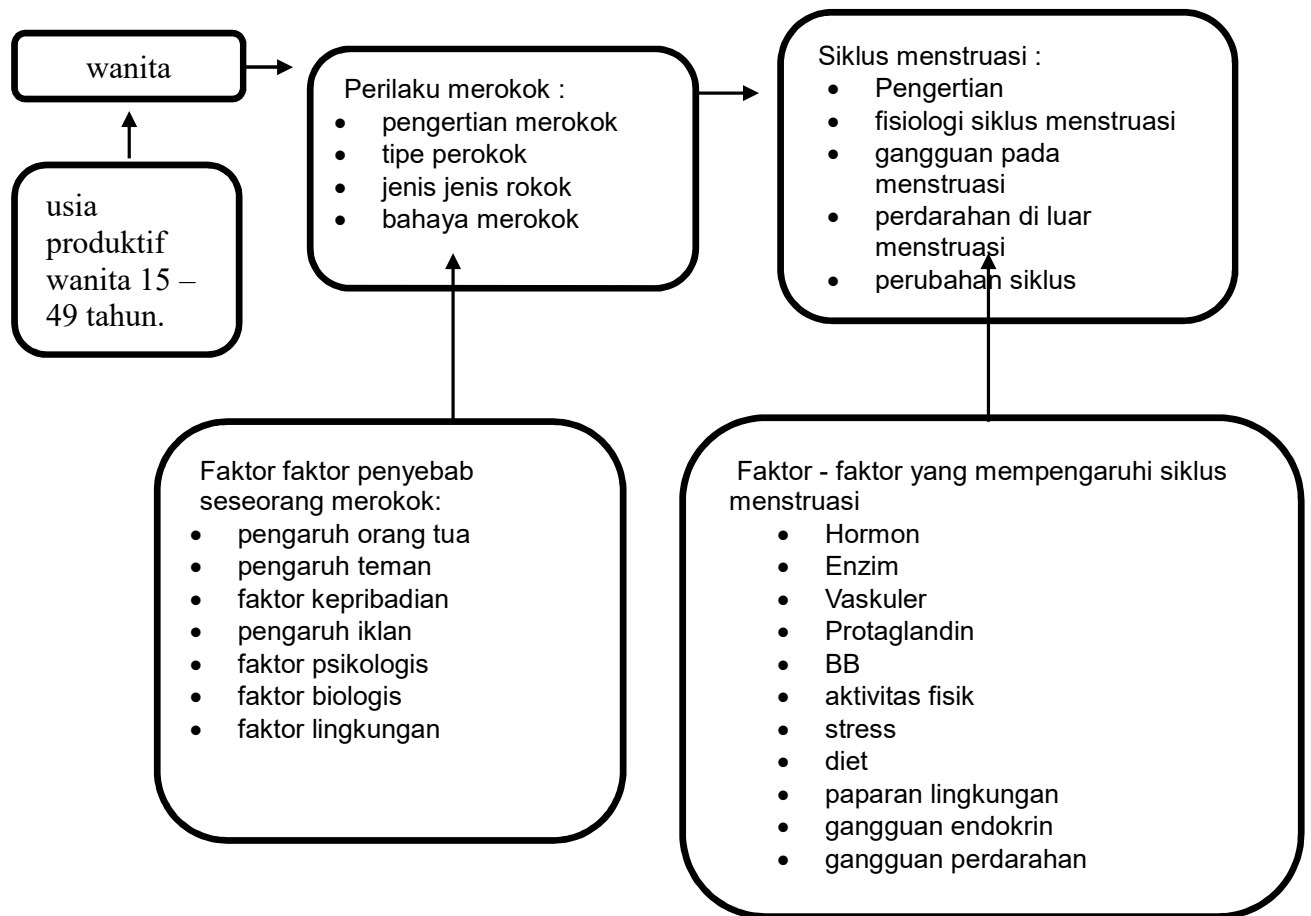 wanita
usia
produktif
wanita 15 –
49 tahun.
Perilaku merokok :
• pengertian merokok
• tipe perokok
• jenis jenis rokok
• bahaya merokok
Siklus menstruasi :
• Pengertian
• fisiologi siklus menstruasi
• gangguan pada
menstruasi
• perdarahan di luar
menstruasi
• perubahan siklus
Faktor faktor penyebab
seseorang merokok:
• pengaruh orang tua
• pengaruh teman
• faktor kepribadian
• pengaruh iklan
• faktor psikologis
• faktor biologis
• faktor lingkungan
Faktor - faktor yang mempengaruhi siklus
menstruasi
• Hormon
• Enzim
• Vaskuler
• Protaglandin
• BB
• aktivitas fisik
• stress
• diet
• paparan lingkungan
• gangguan endokrin
• gangguan perdarahan